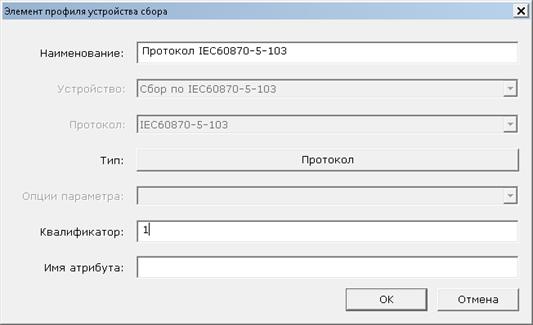 Элемент профиля устройства сбора
Наименование: Протокол IEC60870-5-103
Устройство: Сбор по IEC60870-5-103
Протокол: IEC60870-5-103
Тип: Протокол
Опции параметра:
Квалификатор: 1
Имя атрибута:
OK Отмена